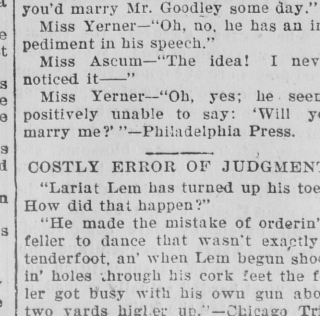 you'd marry Mr. Goodley some day."
Miss Yerner—"Oh, no, he has an im
pediment in his speech."
Miss Ascum—"The idea! I nev
noticed it——"
Miss Yerner—"Oh, yes; he seem
positively unable to say: 'Will y
marry me?' "—Philadelphia Press.
COSTLY ERROR OF JUDGMENT
"Lariat Lem has turned up his toe
How did that happen?"
"He made the mistake of orderin'
feller to dance that wasn't exactly
tenderfoot, an' when Lem begun shoo
in' holes through his cork feet the f
ler got busy with his own gun abo
two yards higher up."—Chicago Tri